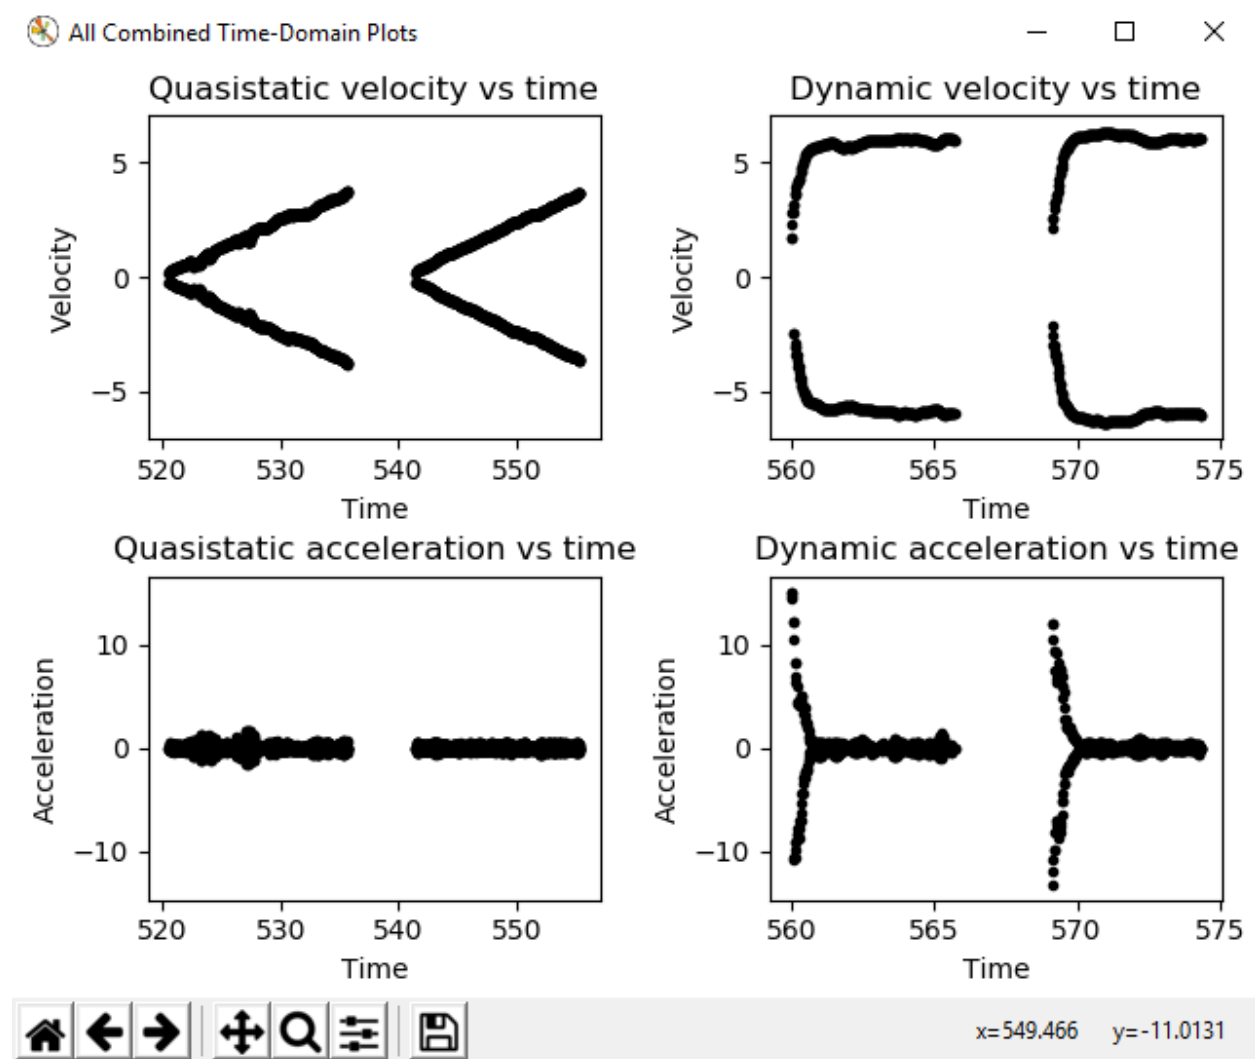 All Combined Time-Domain Plots
Quasistatic velocity vs time
Velocity
5
0
−5
520 530 540 550
Time
Dynamic velocity vs time
Velocity
5
0
−5
560 565 570 575
Time
Quasistatic acceleration vs time
Acceleration
10
0
−10
520 530 540 550
Time
Dynamic acceleration vs time
Acceleration
10
0
−10
560 565 570 575
Time
x=549.466 y=-11.0131